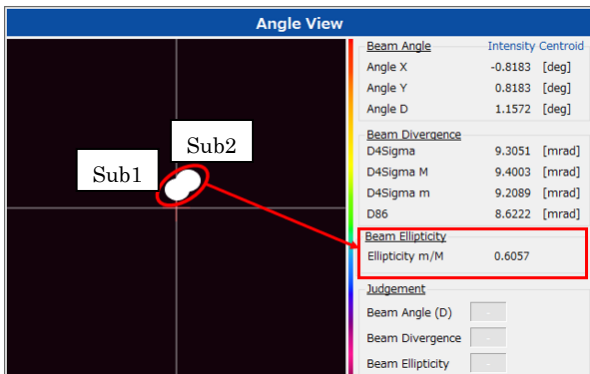 Angle View
Sub1
Sub2
Beam Angle Intensity Centroid
Angle X -0.8183 [deg]
Angle Y 0.8183 [deg]
Angle D 1.1572 [deg]
Beam Divergence
D4Sigma 9.3051 [mrad]
D4Sigma M 9.4003 [mrad]
D4Sigma m 9.2089 [mrad]
D86 8.6222 [mrad]
Beam Ellipticity
Ellipticity m/M 0.6057
Judgement
Beam Angle (D) -
Beam Divergence -
Beam Ellipticity -